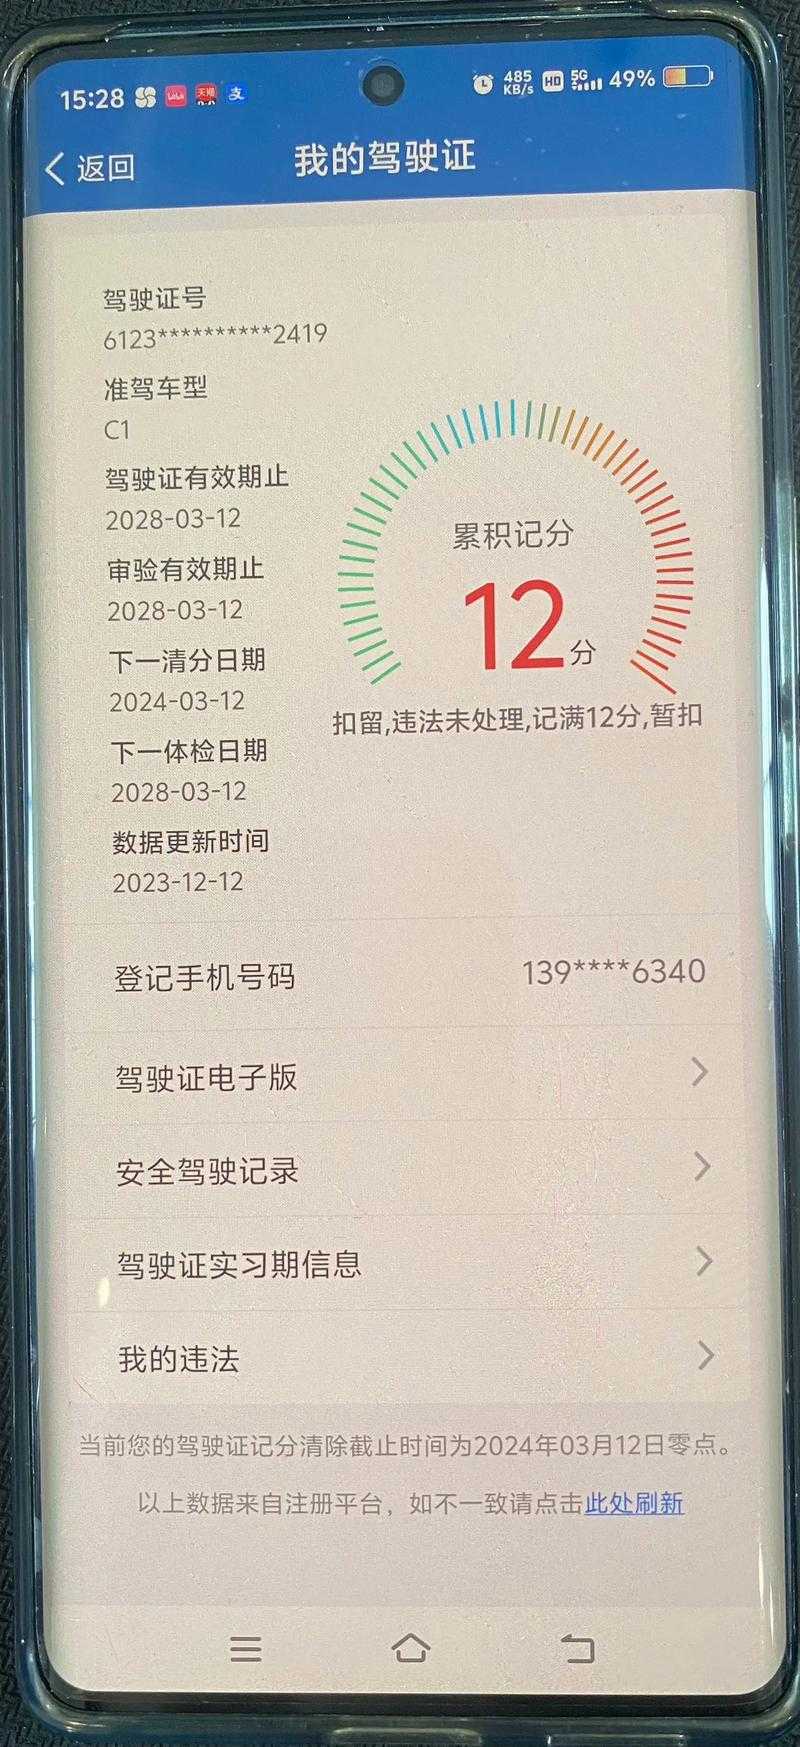 15:28 LaLa 天猫 支 485 KB/s HD 5G 49%
返回 我的驾驶证
驾驶证号
6123**********2419
准驾车型
C1
驾驶证有效期止
2028-03-12
审验有效期止
2028-03-12
下一清分日期
2024-03-12
下一体检日期
2028-03-12
数据更新时间
2023-12-12
累积记分
12分
扣留,违法未处理,记满12分,暂扣
登记手机号码 139****6340
驾驶证电子版
安全驾驶记录
驾驶证实习期信息
我的违法
当前您的驾驶证记分清除截止时间为2024年03月12日零点。
以上数据来自注册平台，如不一致请点击此处刷新